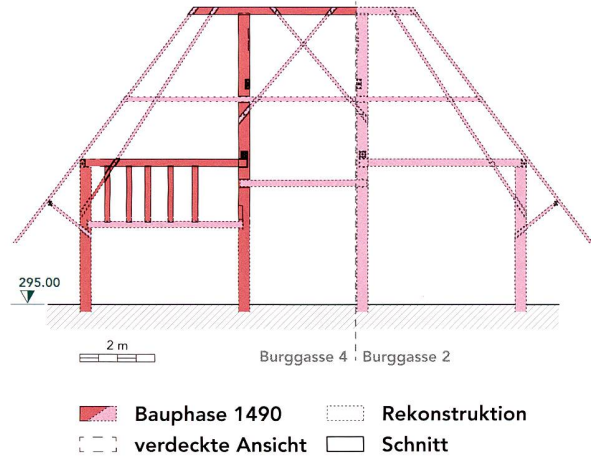 295.00
2 m
Burggasse 4 Burggasse 2
Bauphase 1490 Rekonstruktion
verdeckte Ansicht Schnitt